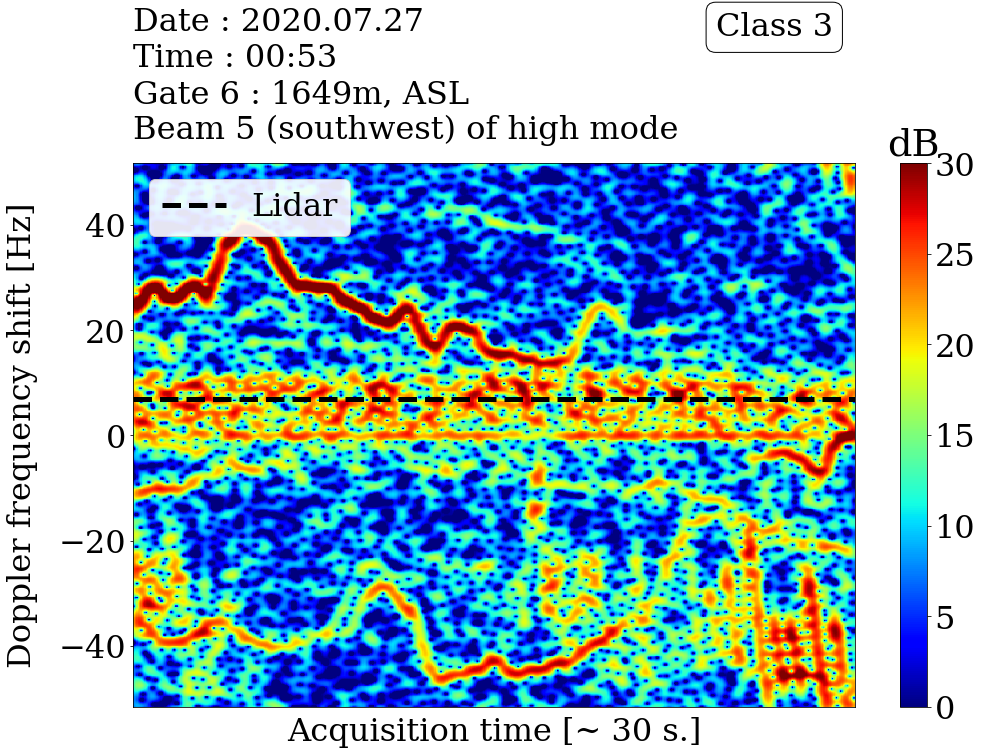 Date : 2020.07.27
Class 3
Time : 00:53
Gate 6 : 1649m, ASL
Beam 5 (southwest) of high mode
dB
Lidar
Doppler frequency shift [Hz]
40
20
0
−20
−40
Acquisition time [~ 30 s.]
30
25
20
15
10
5
0